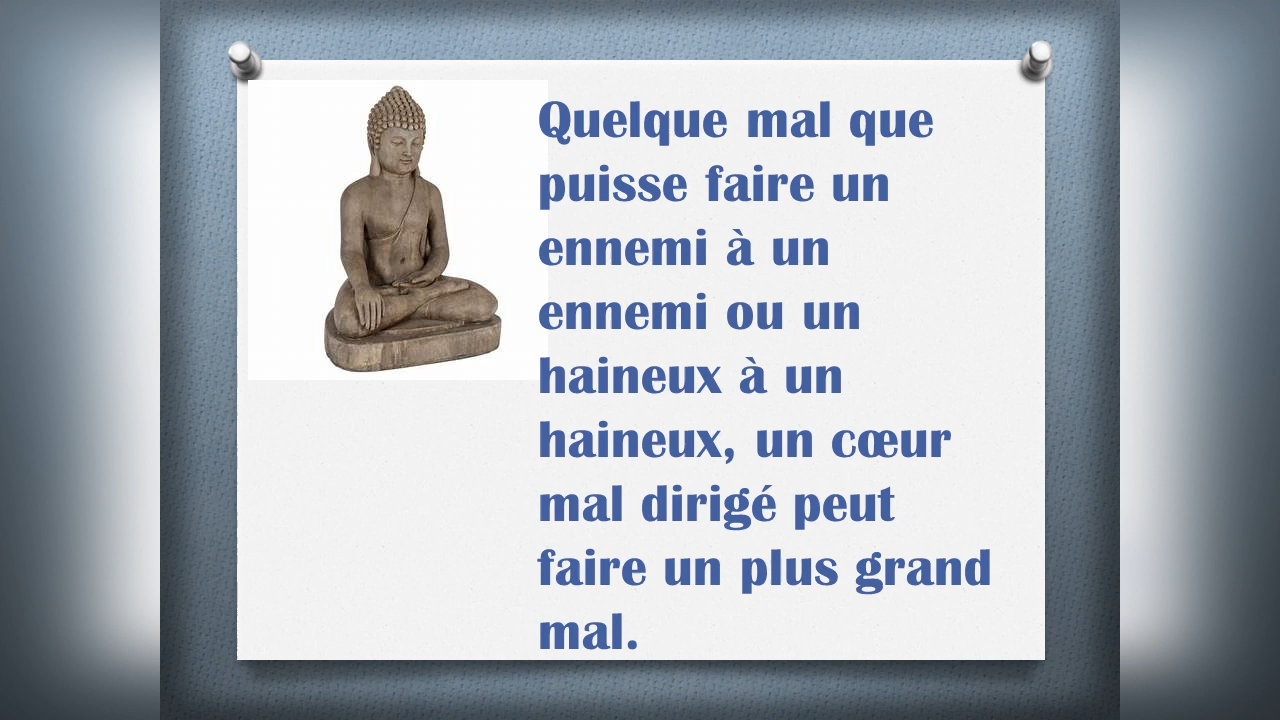 Quelque mal que
puisse faire un
ennemi à un
ennemi ou un
haineux à un
haineux, un cœur
mal dirigé peut
faire un plus grand
mal.